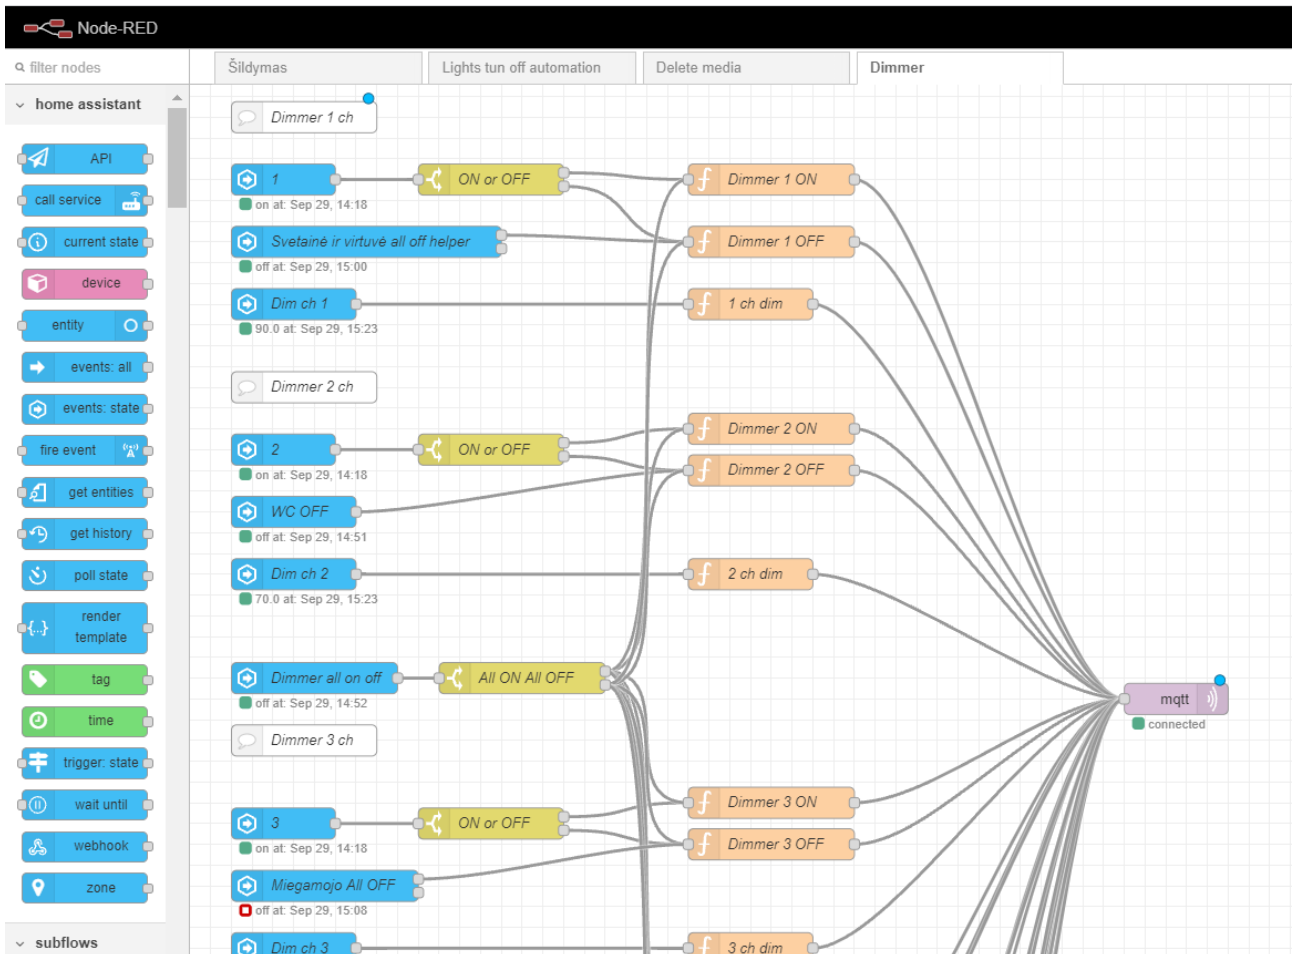 Node-RED
filter nodes
Šildymas
Lights tun off automation
Delete media
Dimmer
home assistant
API
call service
current state
device
entity
events: all
events: state
fire event
get entities
get history
poll state
render
template
tag
time
trigger: state
wait until
webhook
zone
subflows
Dimmer 1 ch
1
on at: Sep 29, 14:18
ON or OFF
Dimmer 1 ON
Svetainė ir virtuvė all off helper
off at: Sep 29, 15:00
Dimmer 1 OFF
Dim ch 1
90.0 at: Sep 29, 15:23
1 ch dim
Dimmer 2 ch
2
on at: Sep 29, 14:18
ON or OFF
Dimmer 2 ON
Dimmer 2 OFF
WC OFF
off at: Sep 29, 14:51
Dim ch 2
70.0 at: Sep 29, 15:23
2 ch dim
Dimmer all on off
off at: Sep 29, 14:52
All ON All OFF
mqtt
connected
Dimmer 3 ch
3
on at: Sep 29, 14:18
ON or OFF
Dimmer 3 ON
Dimmer 3 OFF
Miegamojo All OFF
off at: Sep 29, 15:08
Dim ch 3
3 ch dim